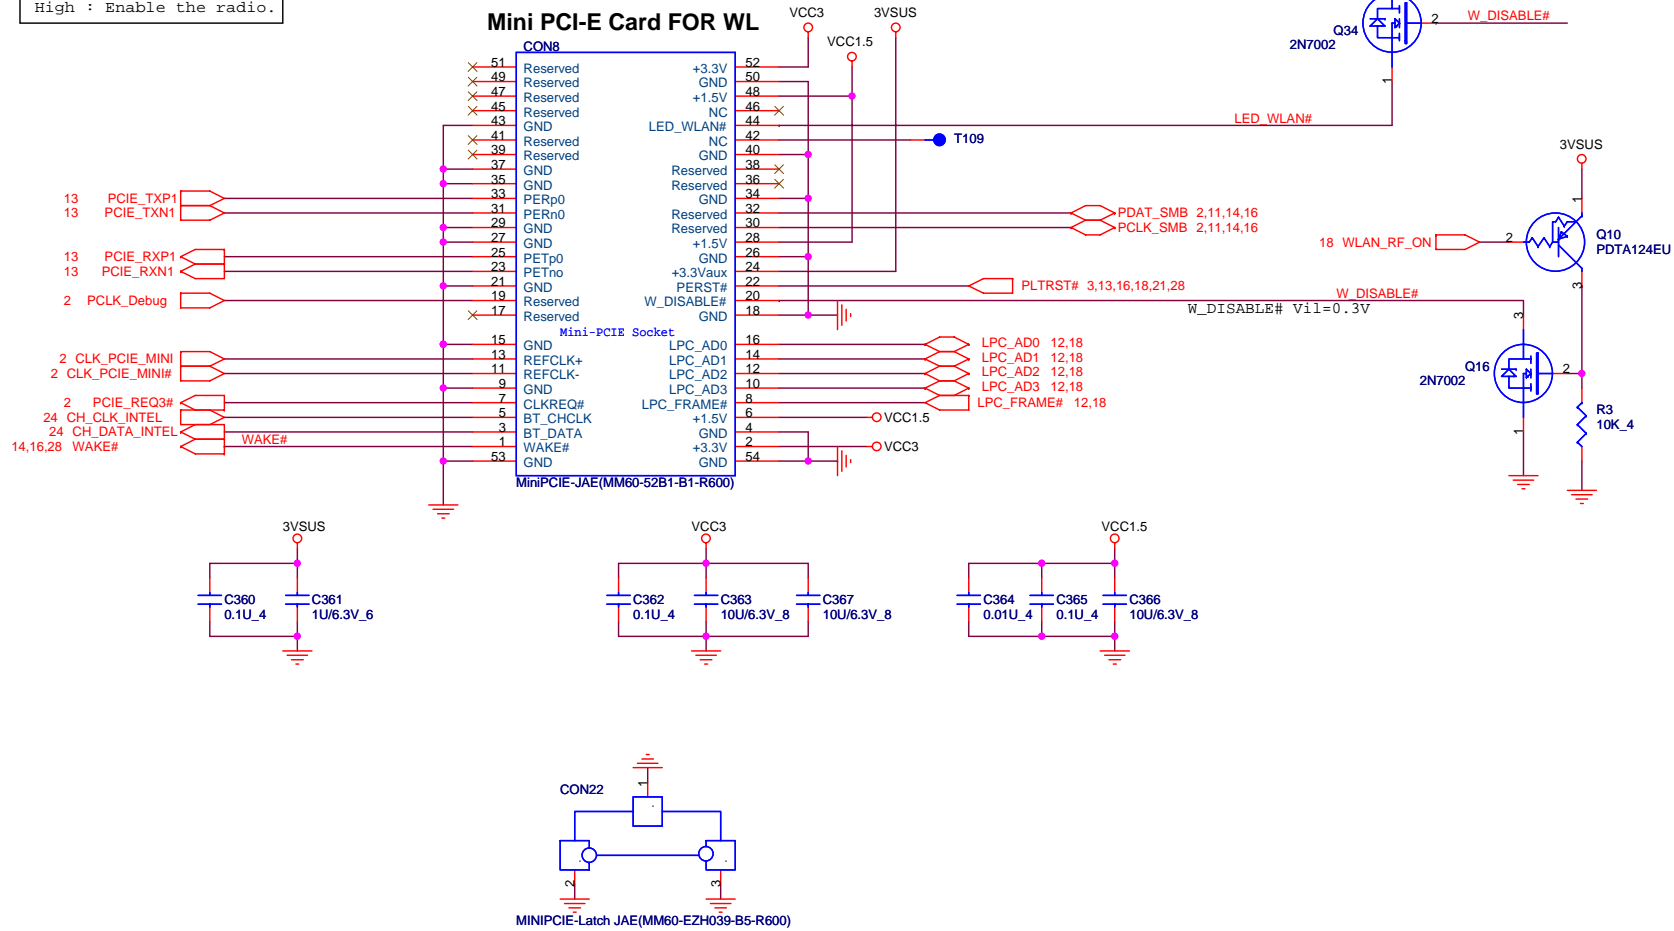 High : Enable the radio.
Mini PCI-E Card FOR WL
VCC3
3VSUS
VCC1.5
CON8
51 Reserved +3.3V 52
49 Reserved GND 50
47 Reserved +1.5V 48
45 Reserved NC 46
43 GND LED_WLAN# 44
41 Reserved NC 42
39 Reserved GND 40
37 GND Reserved 38
35 GND Reserved 36
33 PERp0 GND 34
31 PERn0 Reserved 32
29 GND Reserved 30
27 GND +1.5V 28
25 PETp0 GND 26
23 PETno +3.3Vaux 24
21 GND PERST# 22
19 Reserved W_DISABLE# 20
17 Reserved GND 18
Mini-PCIE Socket
15 GND LPC_AD0 16
13 REFCLK+ LPC_AD1 14
11 REFCLK- LPC_AD2 12
9 GND LPC_AD3 10
7 CLKREQ# LPC_FRAME# 8
5 BT_CHCLK +1.5V 6
3 BT_DATA GND 4
1 WAKE# +3.3V 2
53 GND GND 54
MiniPCIE-JAE(MM60-52B1-B1-R600)
13 PCIE_TXP1
13 PCIE_TXN1
13 PCIE_RXP1
13 PCIE_RXN1
2 PCLK_Debug
2 CLK_PCIE_MINI
2 CLK_PCIE_MINI#
2 PCIE_REQ3#
24 CH_CLK_INTEL
24 CH_DATA_INTEL
14,16,28 WAKE#
WAKE#
T109
PDAT_SMB 2,11,14,16
PCLK_SMB 2,11,14,16
PLTRST# 3,13,16,18,21,28
LPC_AD0 12,18
LPC_AD1 12,18
LPC_AD2 12,18
LPC_AD3 12,18
LPC_FRAME# 12,18
VCC1.5
VCC3
Q34
2N7002
2
W_DISABLE#
1
LED_WLAN#
3VSUS
1
18 WLAN_RF_ON
2
Q10
PDTA124EU
3
W_DISABLE#
W_DISABLE# Vil=0.3V
3
Q16
2N7002
2
1
R3
10K_4
3VSUS
C360
0.1U_4
C361
1U/6.3V_6
VCC3
C362
0.1U_4
C363
10U/6.3V_8
C367
10U/6.3V_8
VCC1.5
C364
0.01U_4
C365
0.1U_4
C366
10U/6.3V_8
CON22
1
2
3
MINIPCIE-Latch JAE(MM60-EZH039-B5-R600)